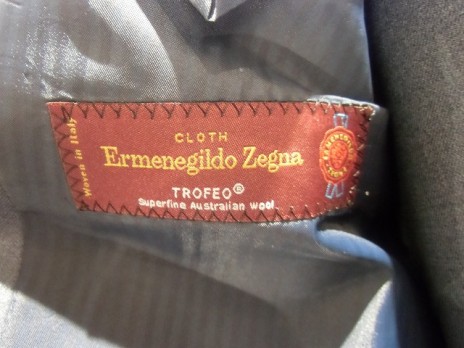 Woven in Italy
CLOTH
Ermenegildo Zegna
TROFEO®
Superfine Australian Wool